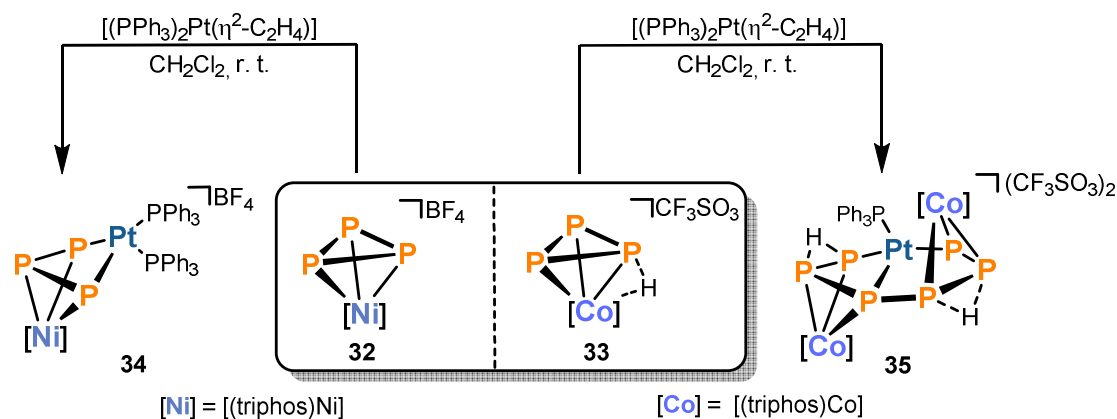 [((PPh3)2Pt(η2-C2H4)]
CH2Cl2, r. t.
[((PPh3)2Pt(η2-C2H4)]
CH2Cl2, r. t.
BF4
PPh3
Pt
PPh3
P
P
P
[Ni]
34
BF4
P
P
P
[Ni]
32
CF3SO3
P
P
P
H
[Co]
33
(CF3SO3)2
[Co]
Ph3P
H
P
Pt
P
P
P
P
P
H
[Co]
35
[Ni] = [(triphos)Ni]
[Co] = [(triphos)Co]